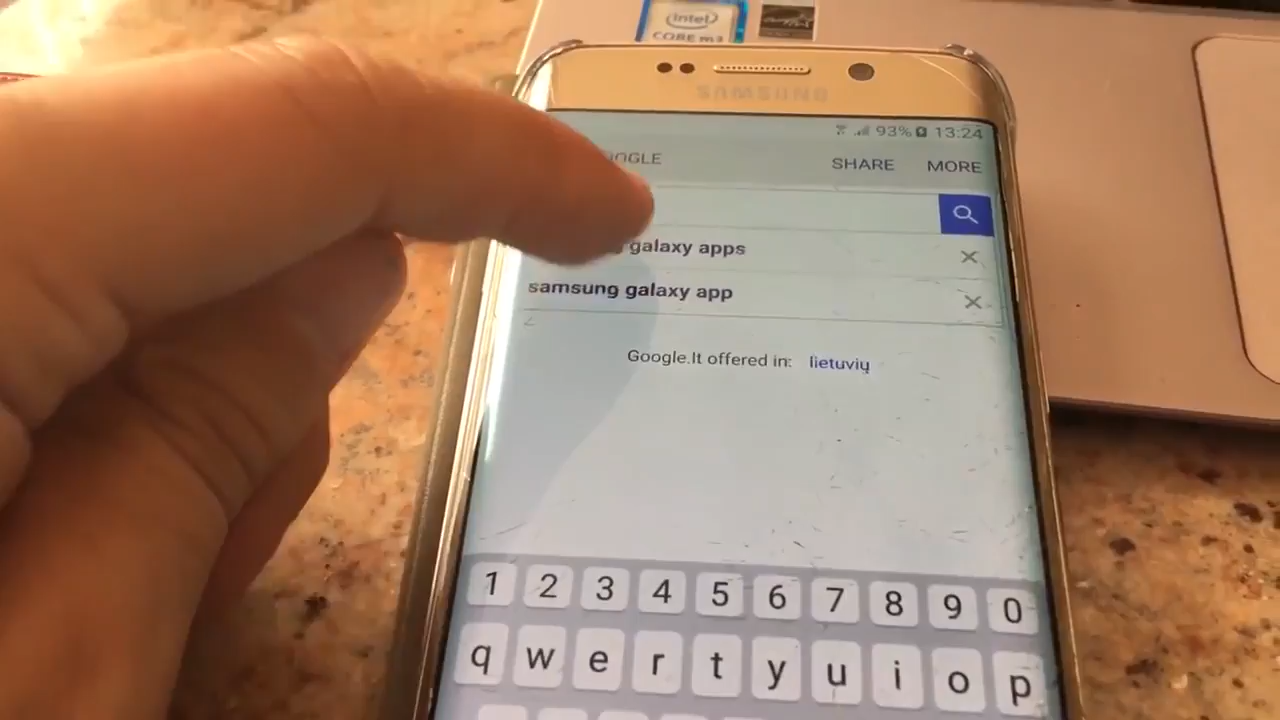 intel
CORE m3
SAMSUNG
93% 13:24
SHARE MORE
galaxy apps
samsung galaxy app
Google.lt offered in: lietuvių
1 2 3 4 5 6 7 8 9 0
q w e r t y u i o p